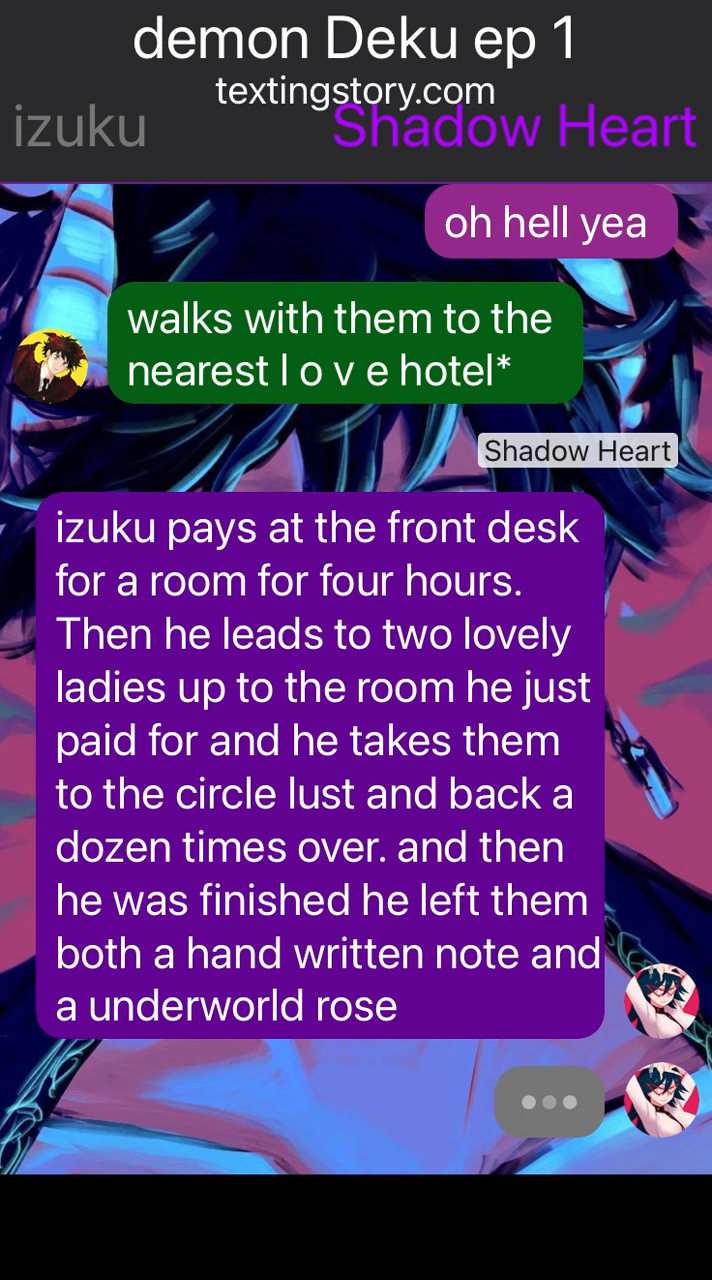 demon Deku ep 1
textingstory.com
izuku
Shadow Heart
oh hell yea
walks with them to the
nearest l o v e hotel*
Shadow Heart
izuku pays at the front desk
for a room for four hours.
Then he leads to two lovely
ladies up to the room he just
paid for and he takes them
to the circle lust and back a
dozen times over. and then
he was finished he left them
both a hand written note and
a underworld rose